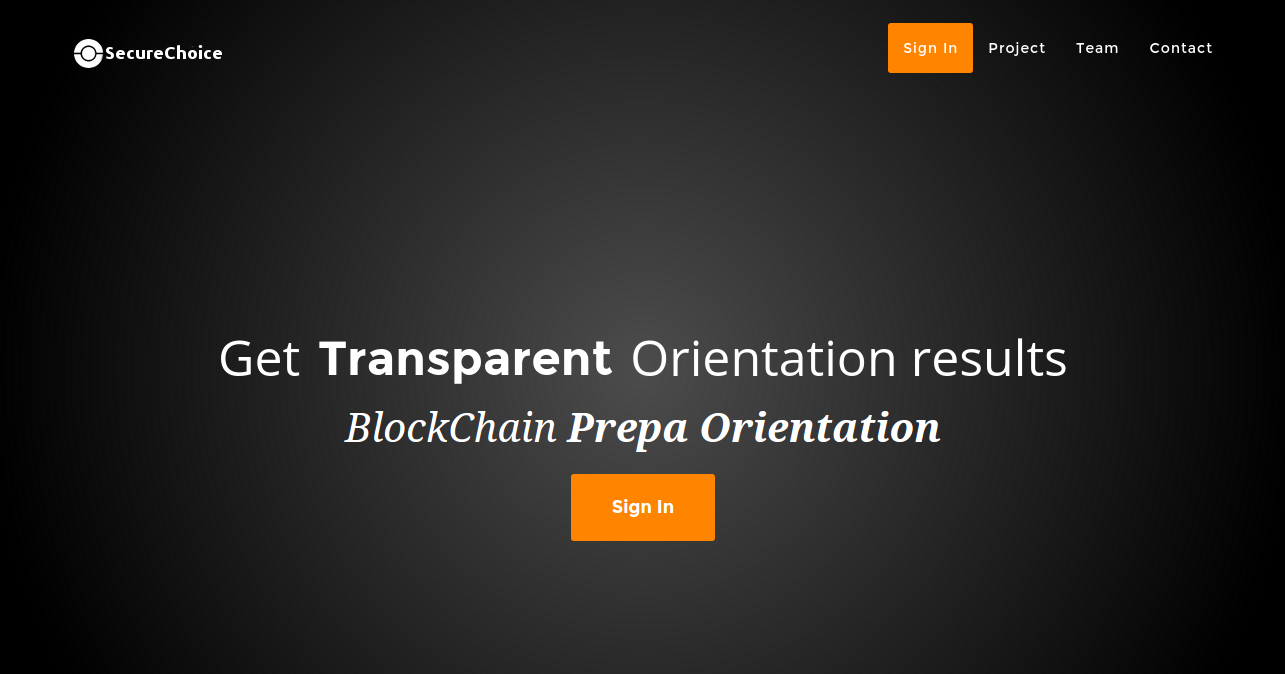 SecureChoice
Sign In
Project
Team
Contact
Get Transparent Orientation results
BlockChain Prepa Orientation
Sign In